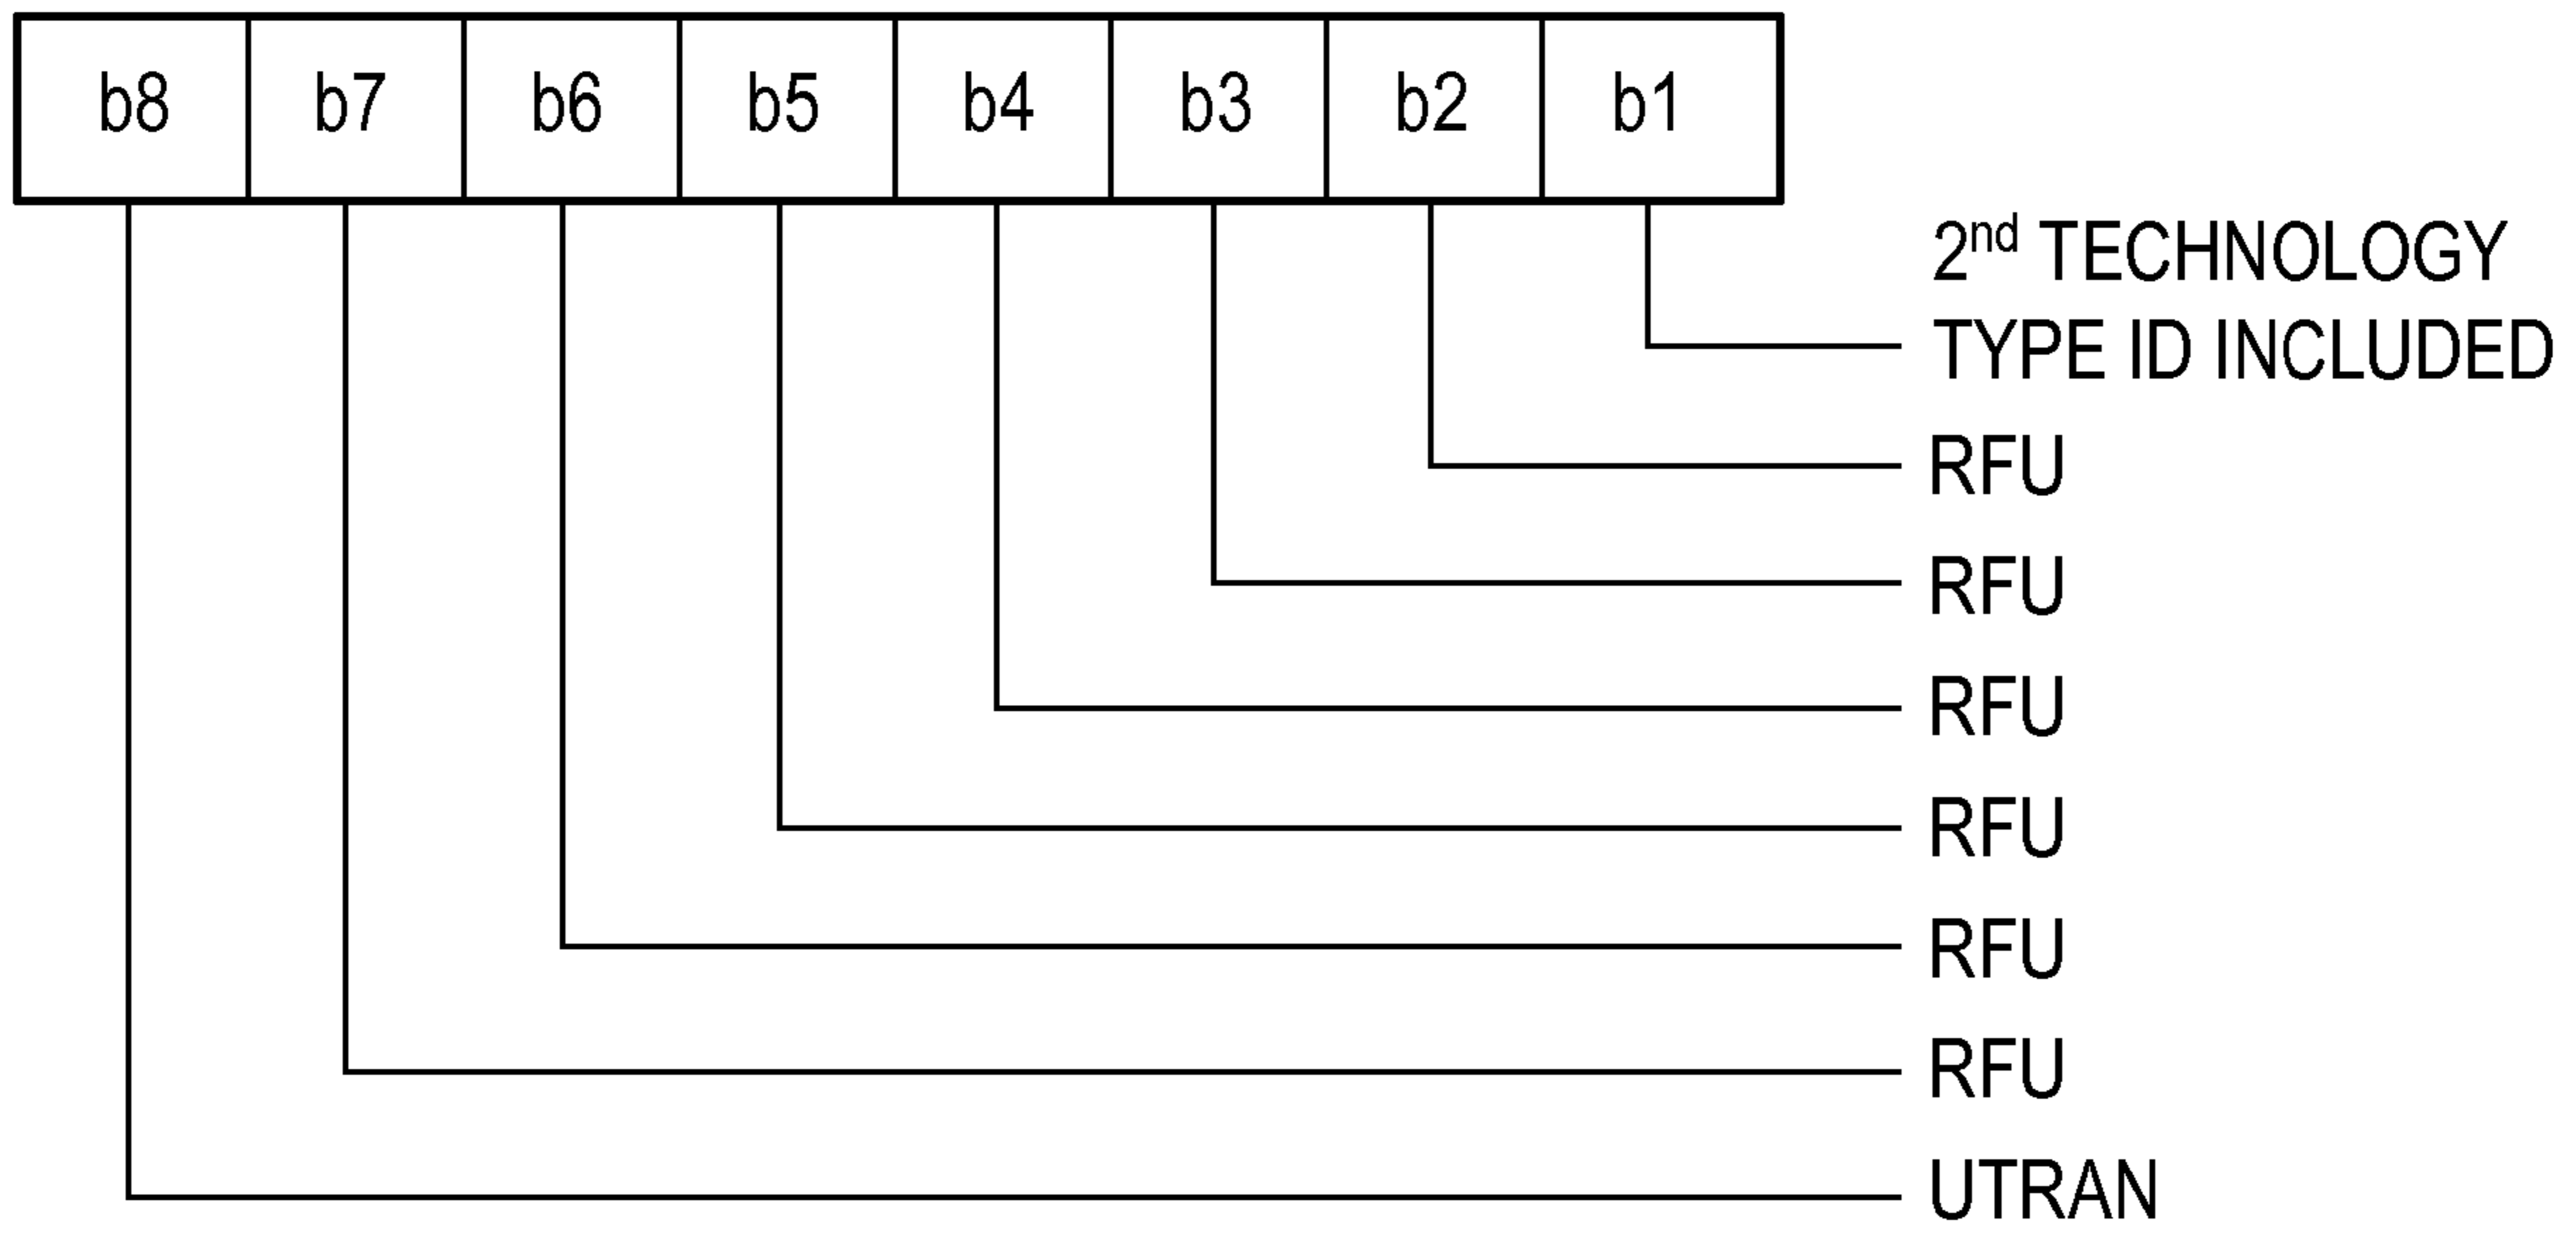 b8 b7 b6 b5 b4 b3 b2 b1
2nd TECHNOLOGY
TYPE ID INCLUDED
RFU
RFU
RFU
RFU
RFU
RFU
UTRAN